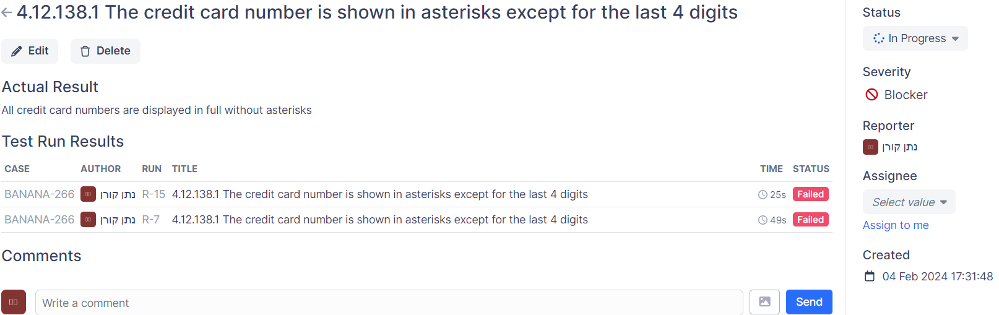 4.12.138.1 The credit card number is shown in asterisks except for the last 4 digits
Edit Delete
Actual Result
All credit card numbers are displayed in full without asterisks
Test Run Results
CASE AUTHOR RUN TITLE TIME STATUS
BANANA-266 נתן קורן R-15 4.12.138.1 The credit card number is shown in asterisks except for the last 4 digits 25s Failed
BANANA-266 נתן קורן R-7 4.12.138.1 The credit card number is shown in asterisks except for the last 4 digits 49s Failed
Comments
Write a comment Send
Status
In Progress
Severity
Blocker
Reporter
נתן קורן
Assignee
Select value
Assign to me
Created
04 Feb 2024 17:31:48